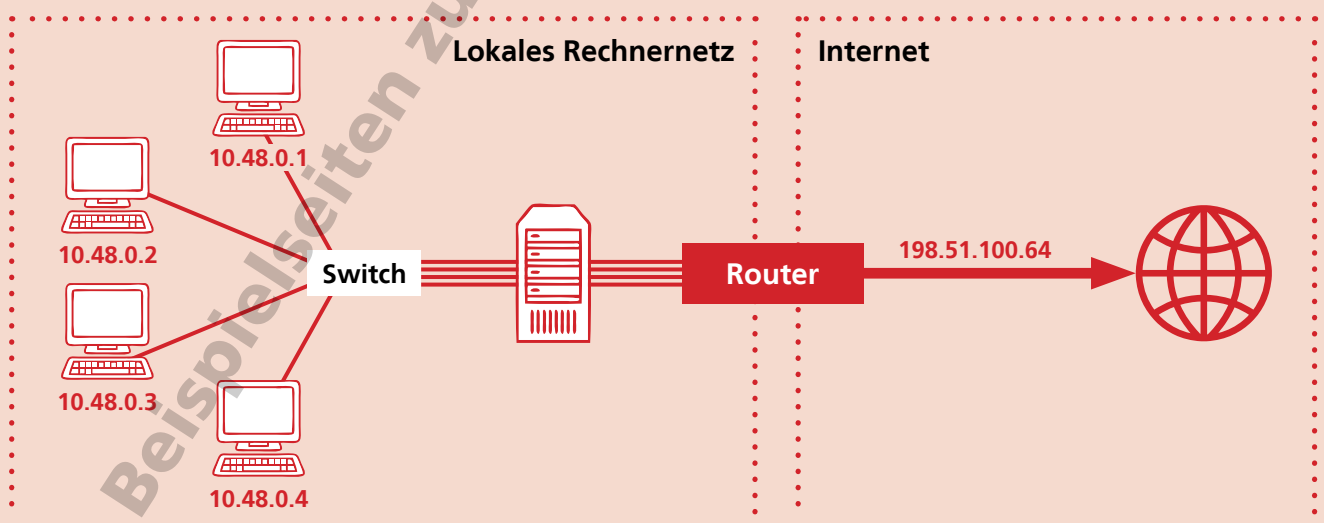 Lokales Rechnernetz
Internet
10.48.0.1
10.48.0.2
Switch
Router
198.51.100.64
10.48.0.3
10.48.0.4
Beispielseiten zu